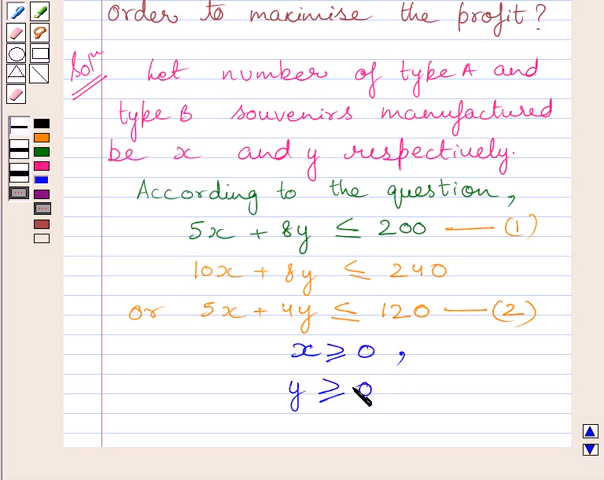 order to maximise the profit?
Solⁿ Let number of type A and
type B souvenirs manufactured
be x and y respectively.
According to the question,
5x + 8y ≤ 200 —— (1)
10x + 8y ≤ 240
or 5x + 4y ≤ 120 —— (2)
x ≥ 0 ,
y ≥ 0